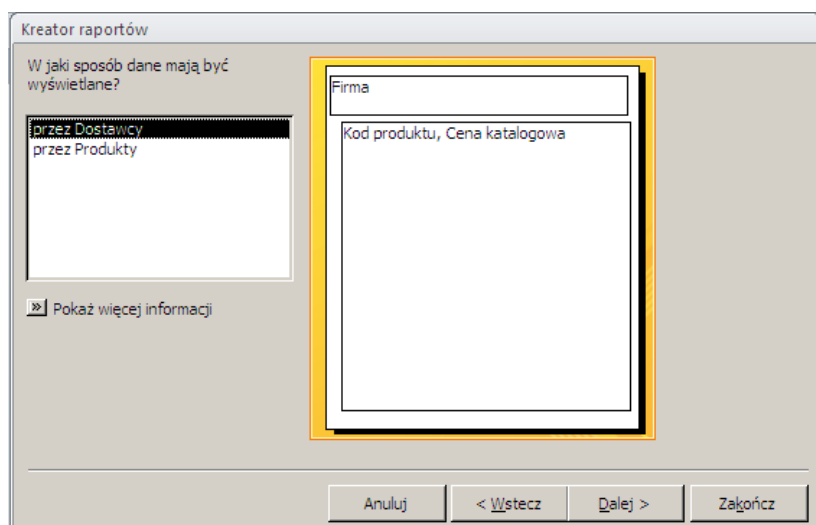 Kreator raportów
W jaki sposób dane mają być
wyświetlane?
przez Dostawcy
przez Produkty
Pokaż więcej informacji
Firma
Kod produktu, Cena katalogowa
Anuluj
< Wstecz
Dalej >
Zakończ